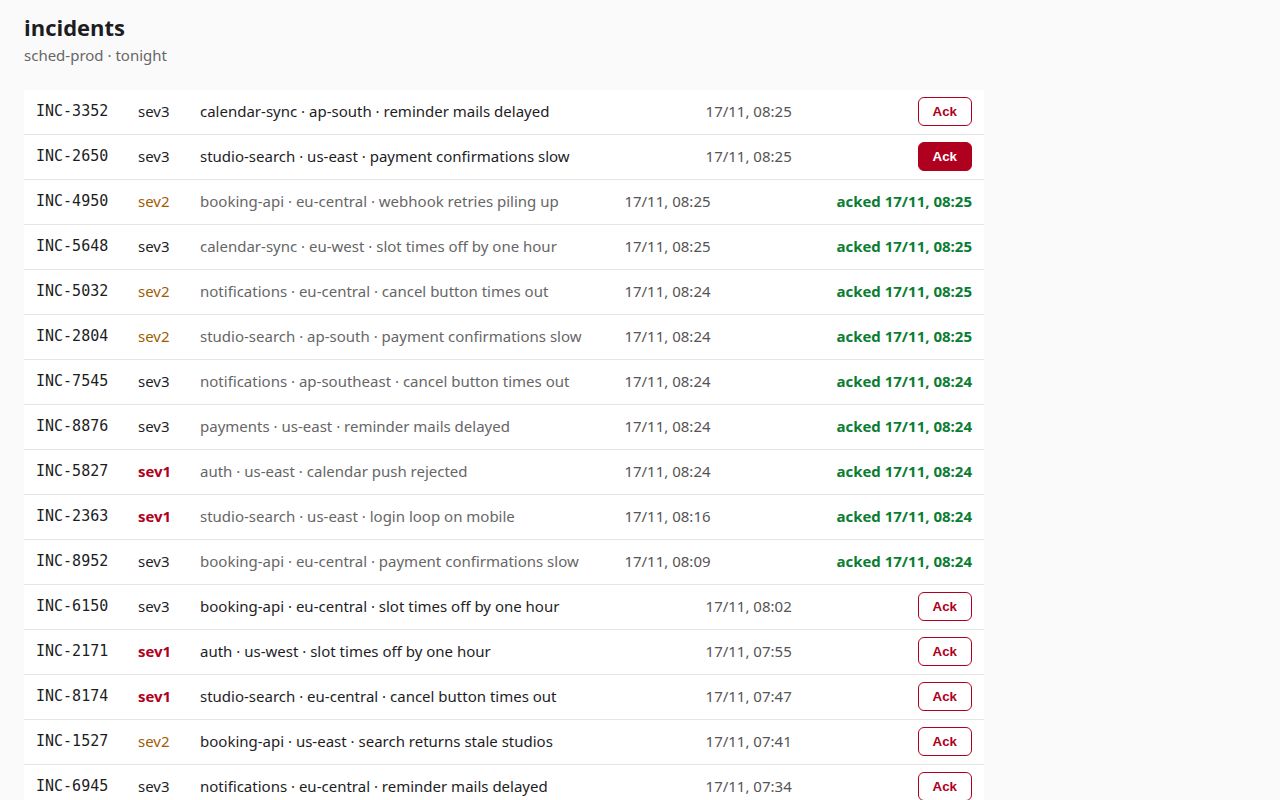 incidents
sched-prod · tonight
INC-3352 sev3 calendar-sync · ap-south · reminder mails delayed 17/11, 08:25 Ack
INC-2650 sev3 studio-search · us-east · payment confirmations slow 17/11, 08:25 Ack
INC-4950 sev2 booking-api · eu-central · webhook retries piling up 17/11, 08:25 acked 17/11, 08:25
INC-5648 sev3 calendar-sync · eu-west · slot times off by one hour 17/11, 08:25 acked 17/11, 08:25
INC-5032 sev2 notifications · eu-central · cancel button times out 17/11, 08:24 acked 17/11, 08:25
INC-2804 sev2 studio-search · ap-south · payment confirmations slow 17/11, 08:24 acked 17/11, 08:25
INC-7545 sev3 notifications · ap-southeast · cancel button times out 17/11, 08:24 acked 17/11, 08:24
INC-8876 sev3 payments · us-east · reminder mails delayed 17/11, 08:24 acked 17/11, 08:24
INC-5827 sev1 auth · us-east · calendar push rejected 17/11, 08:24 acked 17/11, 08:24
INC-2363 sev1 studio-search · us-east · login loop on mobile 17/11, 08:16 acked 17/11, 08:24
INC-8952 sev3 booking-api · eu-central · payment confirmations slow 17/11, 08:09 acked 17/11, 08:24
INC-6150 sev3 booking-api · eu-central · slot times off by one hour 17/11, 08:02 Ack
INC-2171 sev1 auth · us-west · slot times off by one hour 17/11, 07:55 Ack
INC-8174 sev1 studio-search · eu-central · cancel button times out 17/11, 07:47 Ack
INC-1527 sev2 booking-api · us-east · search returns stale studios 17/11, 07:41 Ack
INC-6945 sev3 notifications · eu-central · reminder mails delayed 17/11, 07:34 Ack